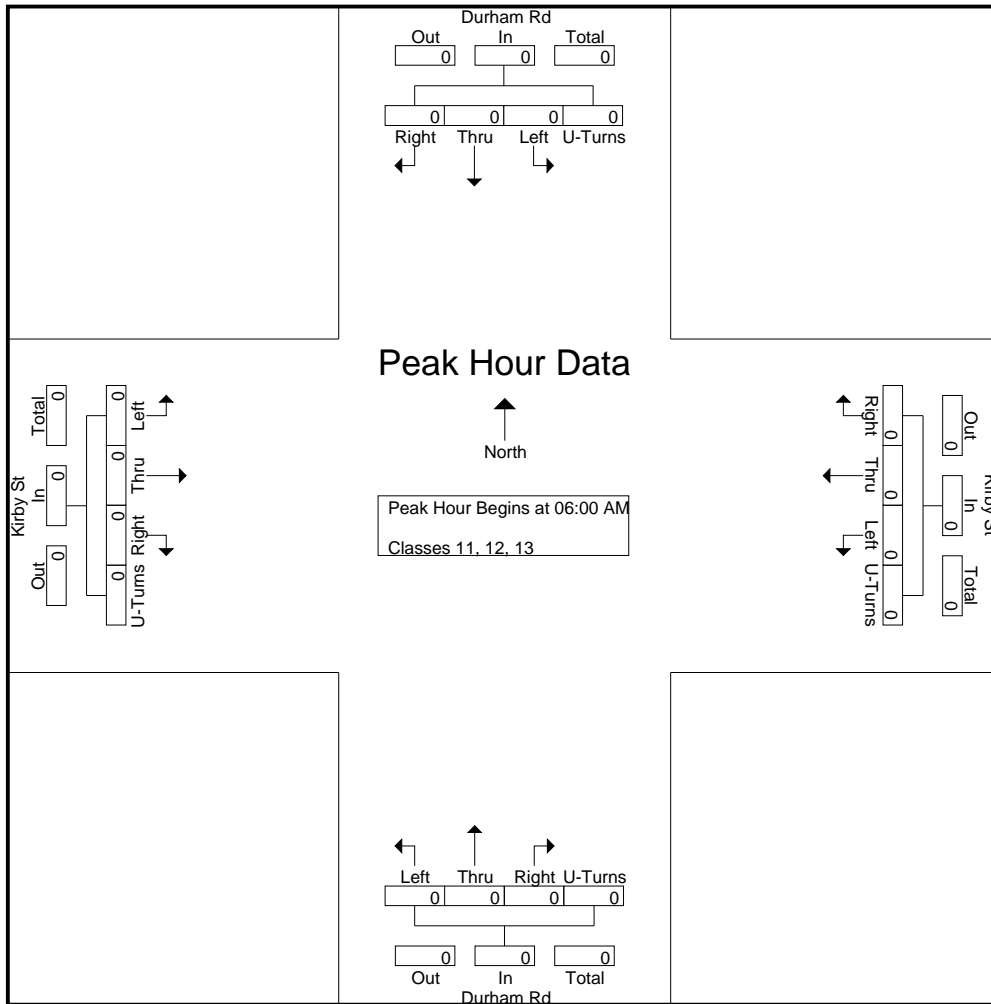 Durham Rd
Out In Total
0 0 0
0 0 0 0
Right Thru Left U-Turns
Peak Hour Data
North
Peak Hour Begins at 06:00 AM
Classes 11, 12, 13
Kirby St
Total In Out
0 0 0
0 0 0 0
Left Thru Right U-Turns
Right Thru Left U-Turns
0 0 0 0
0 0 0
Out In Total
Kirby St
Left Thru Right U-Turns
0 0 0 0
0 0 0
Out In Total
Durham Rd